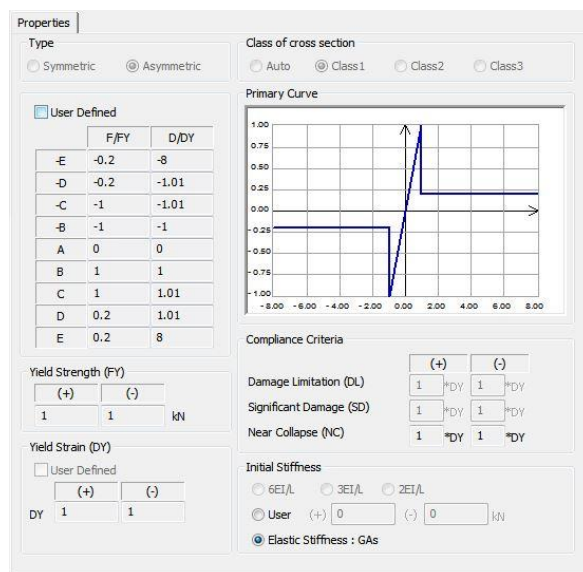 Properties
Type
Symmetric Asymmetric
User Defined
F/FY D/DY
-E -0.2 -8
-D -0.2 -1.01
-C -1 -1.01
-B -1 -1
A 0 0
B 1 1
C 1 1.01
D 0.2 1.01
E 0.2 8
Yield Strength (FY)
(+) (-)
1 1 kN
Yield Strain (DY)
User Defined
(+) (-)
DY 1 1
Class of cross section
Auto Class1 Class2 Class3
Primary Curve
1.00
0.75
0.50
0.25
0.00
-0.25
-0.50
-0.75
-1.00
-8.00 -6.00 -4.00 -2.00 0.00 2.00 4.00 6.00 8.00
Compliance Criteria
(+) (-)
Damage Limitation (DL) 1 *DY 1 *DY
Significant Damage (SD) 1 *DY 1 *DY
Near Collapse (NC) 1 *DY 1 *DY
Initial Stiffness
6EI/L 3EI/L 2EI/L
User (+) 0 (-) 0 kN
Elastic Stiffness : GAs